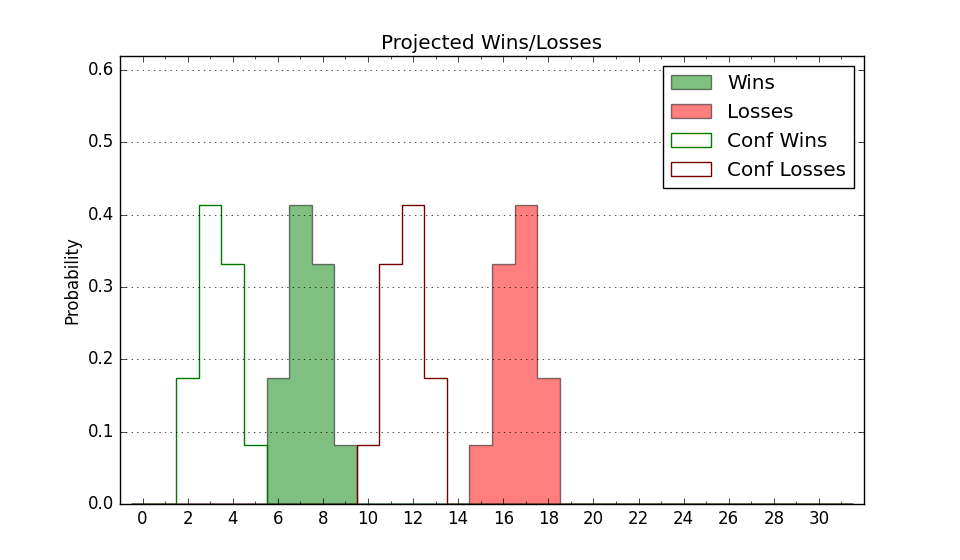 Projected Wins/Losses
0.6
0.5
0.4
0.3
0.2
0.1
0.0
Probability
Wins
Losses
Conf Wins
Conf Losses
0 2 4 6 8 10 12 14 16 18 20 22 24 26 28 30